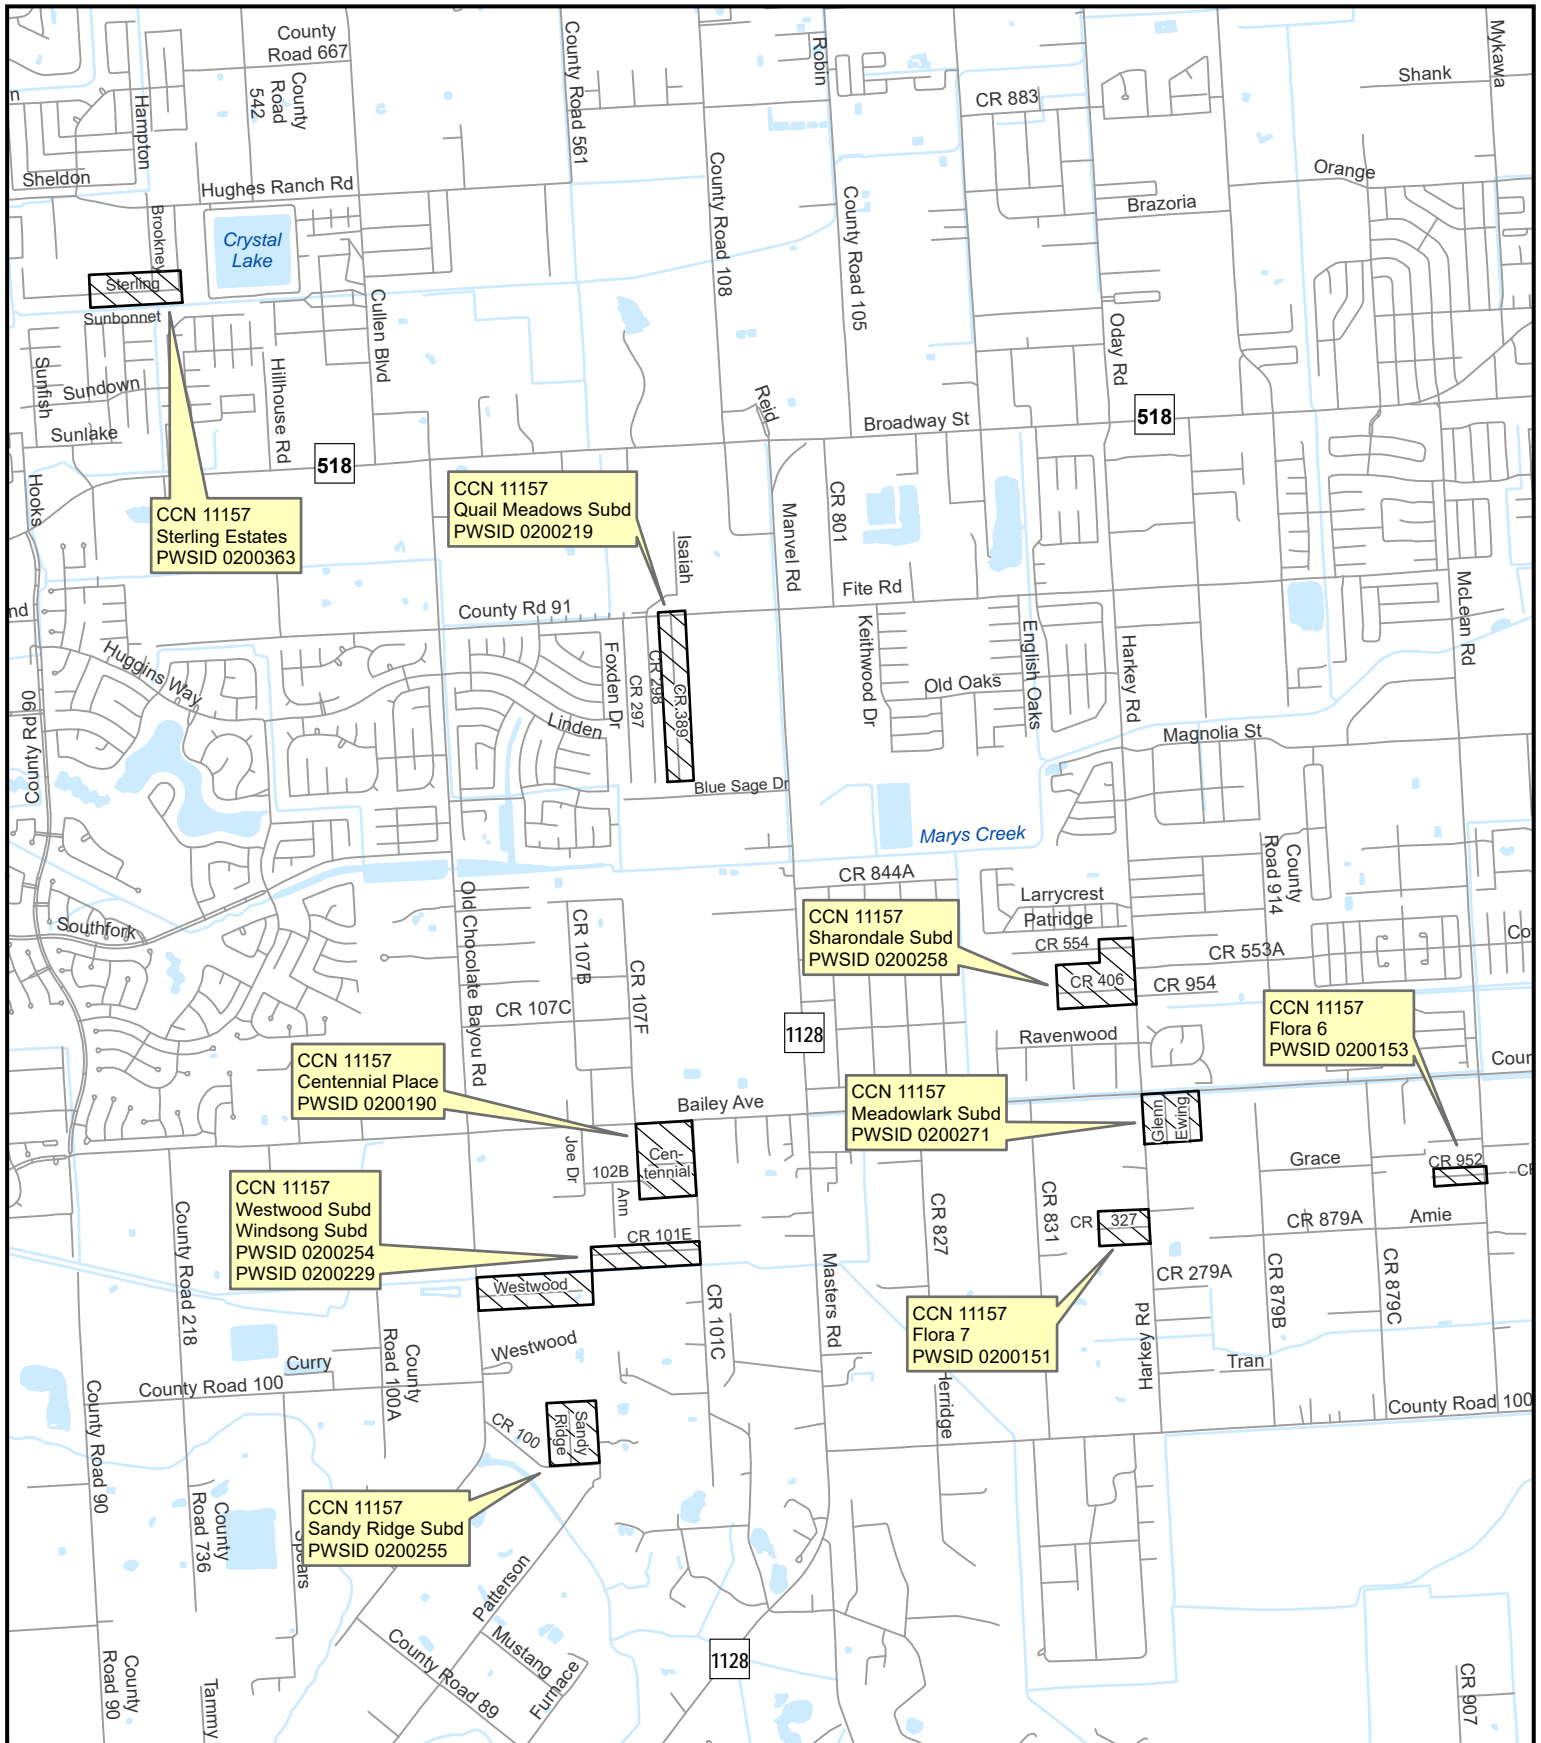 County
Road 667
County
Road
542
Hampton
n
Sheldon
Hughes Ranch Rd
County Road 561
Robin
CR 883
Shank
Mykawa
Orange
Brazoria
Brookney
Crystal
Lake
Sterling
Sunbonnet
Cullen Blvd
County Road 108
County Road 105
Oday Rd
Sunfish
Sundown
Sunlake
Hillhouse Rd
Reid
Broadway St
518
518
Hooks
CCN 11157
Sterling Estates
PWSID 0200363
CCN 11157
Quail Meadows Subd
PWSID 0200219
Isaiah
Manvel Rd
CR 801
Fite Rd
County Rd 91
nd
McLean Rd
Huggins Way
Foxden Dr
CR 297
CR 298
CR 389
Linden
Keithwood Dr
Old Oaks
English Oaks
Harkey Rd
Magnolia St
County Rd 90
Blue Sage Dr
Marys Creek
CR 844A
County
Road 914
Larrycrest
Patridge
CR 554
CR 553A
Co
Southfork
Old Chocolate Bayou Rd
CR 107B
CR 107F
CR 107C
CCN 11157
Sharondale Subd
PWSID 0200258
CR 406
CR 954
1128
Ravenwood
CCN 11157
Flora 6
PWSID 0200153
Cour
CCN 11157
Centennial Place
PWSID 0200190
Bailey Ave
CCN 11157
Meadowlark Subd
PWSID 0200271
Glenn
Ewing
Joe Dr
102B
Ann
Cen-
tennial
Grace
CR 952
CR
CCN 11157
Westwood Subd
Windsong Subd
PWSID 0200254
PWSID 0200229
CR 101E
Westwood
County Road 218
CR 827
CR 831
CR 327
CR 879A
Amie
Masters Rd
CR 279A
CR 879B
CR 879C
CR 101C
CCN 11157
Flora 7
PWSID 0200151
Harkey Rd
Westwood
Curry
County
Road 100A
County Road 100
Tran
County Road 100
County Road 90
CR 100
Sandy
Ridge
Herridge
CCN 11157
Sandy Ridge Subd
PWSID 0200255
County
Road 736
Spears
Patterson
Mustang
Furnace
County Road 89
County
Road 90
Tammy
1128
CR 907